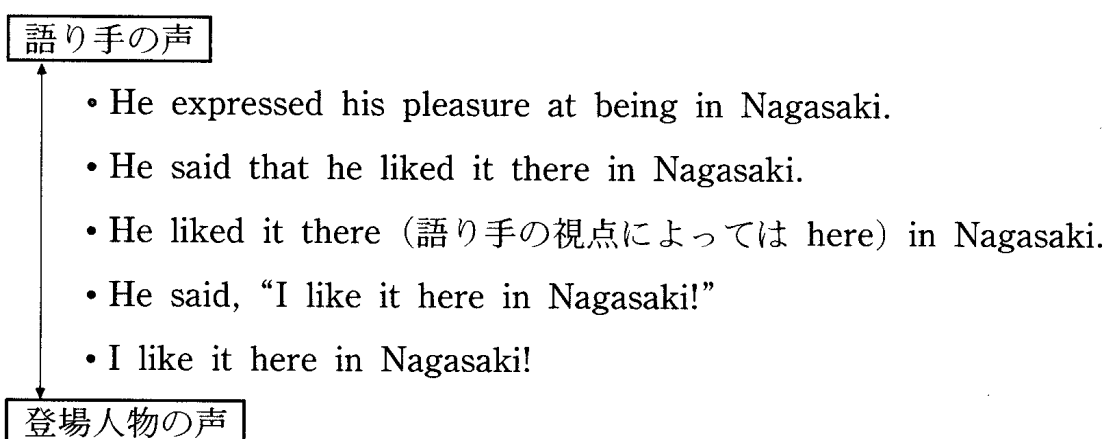 語り手の声
• He expressed his pleasure at being in Nagasaki.
• He said that he liked it there in Nagasaki.
• He liked it there (語り手の視点によっては here) in Nagasaki.
• He said, “I like it here in Nagasaki!”
• I like it here in Nagasaki!
登場人物の声